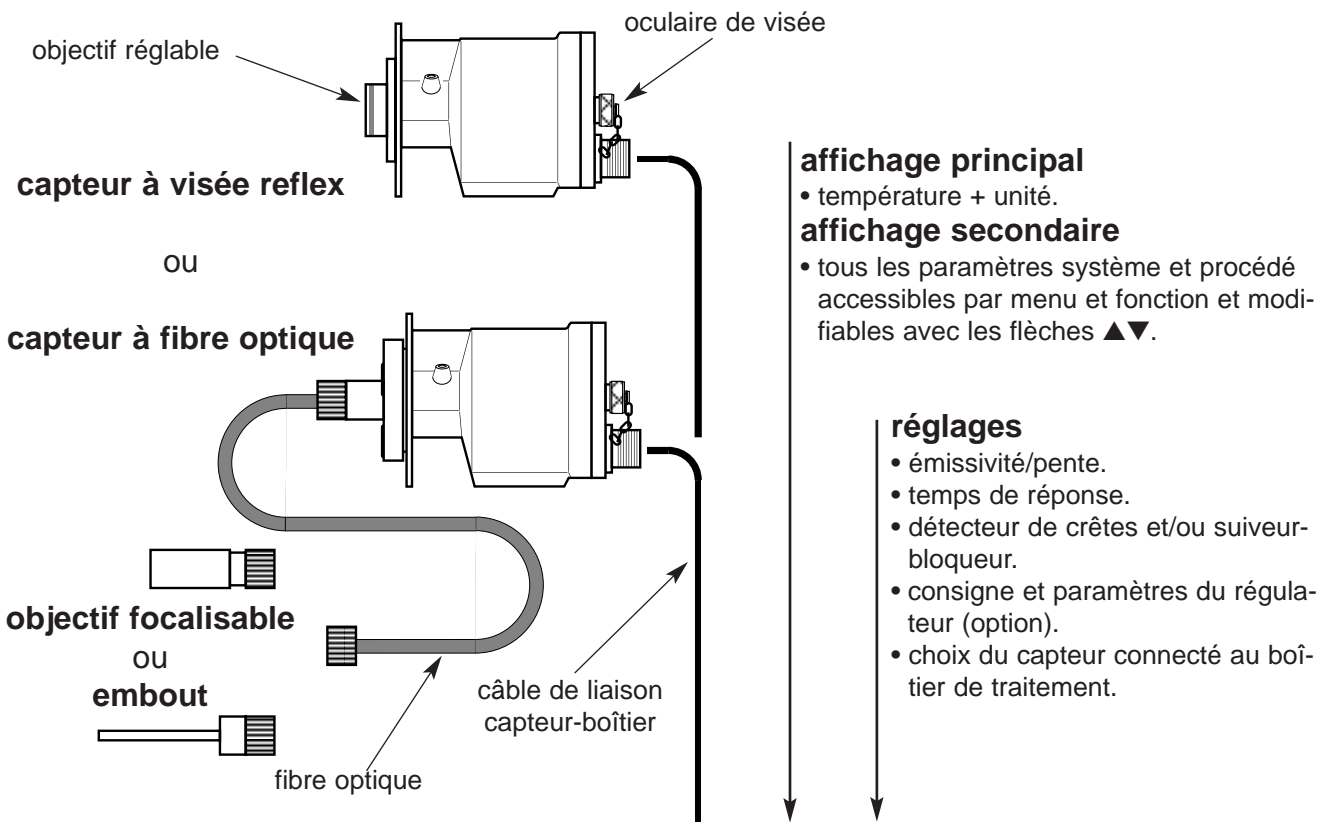 objectif réglable
oculaire de visée
capteur à visée reflex
ou
capteur à fibre optique
objectif focalisable
ou
embout
fibre optique
câble de liaison
capteur-boîtier
affichage principal
• température + unité.
affichage secondaire
• tous les paramètres système et procédé
accessibles par menu et fonction et modi-
fiables avec les flèches ▲▼.
réglages
• émissivité/pente.
• temps de réponse.
• détecteur de crêtes et/ou suiveur-
bloqueur.
• consigne et paramètres du régula-
teur (option).
• choix du capteur connecté au boî-
tier de traitement.